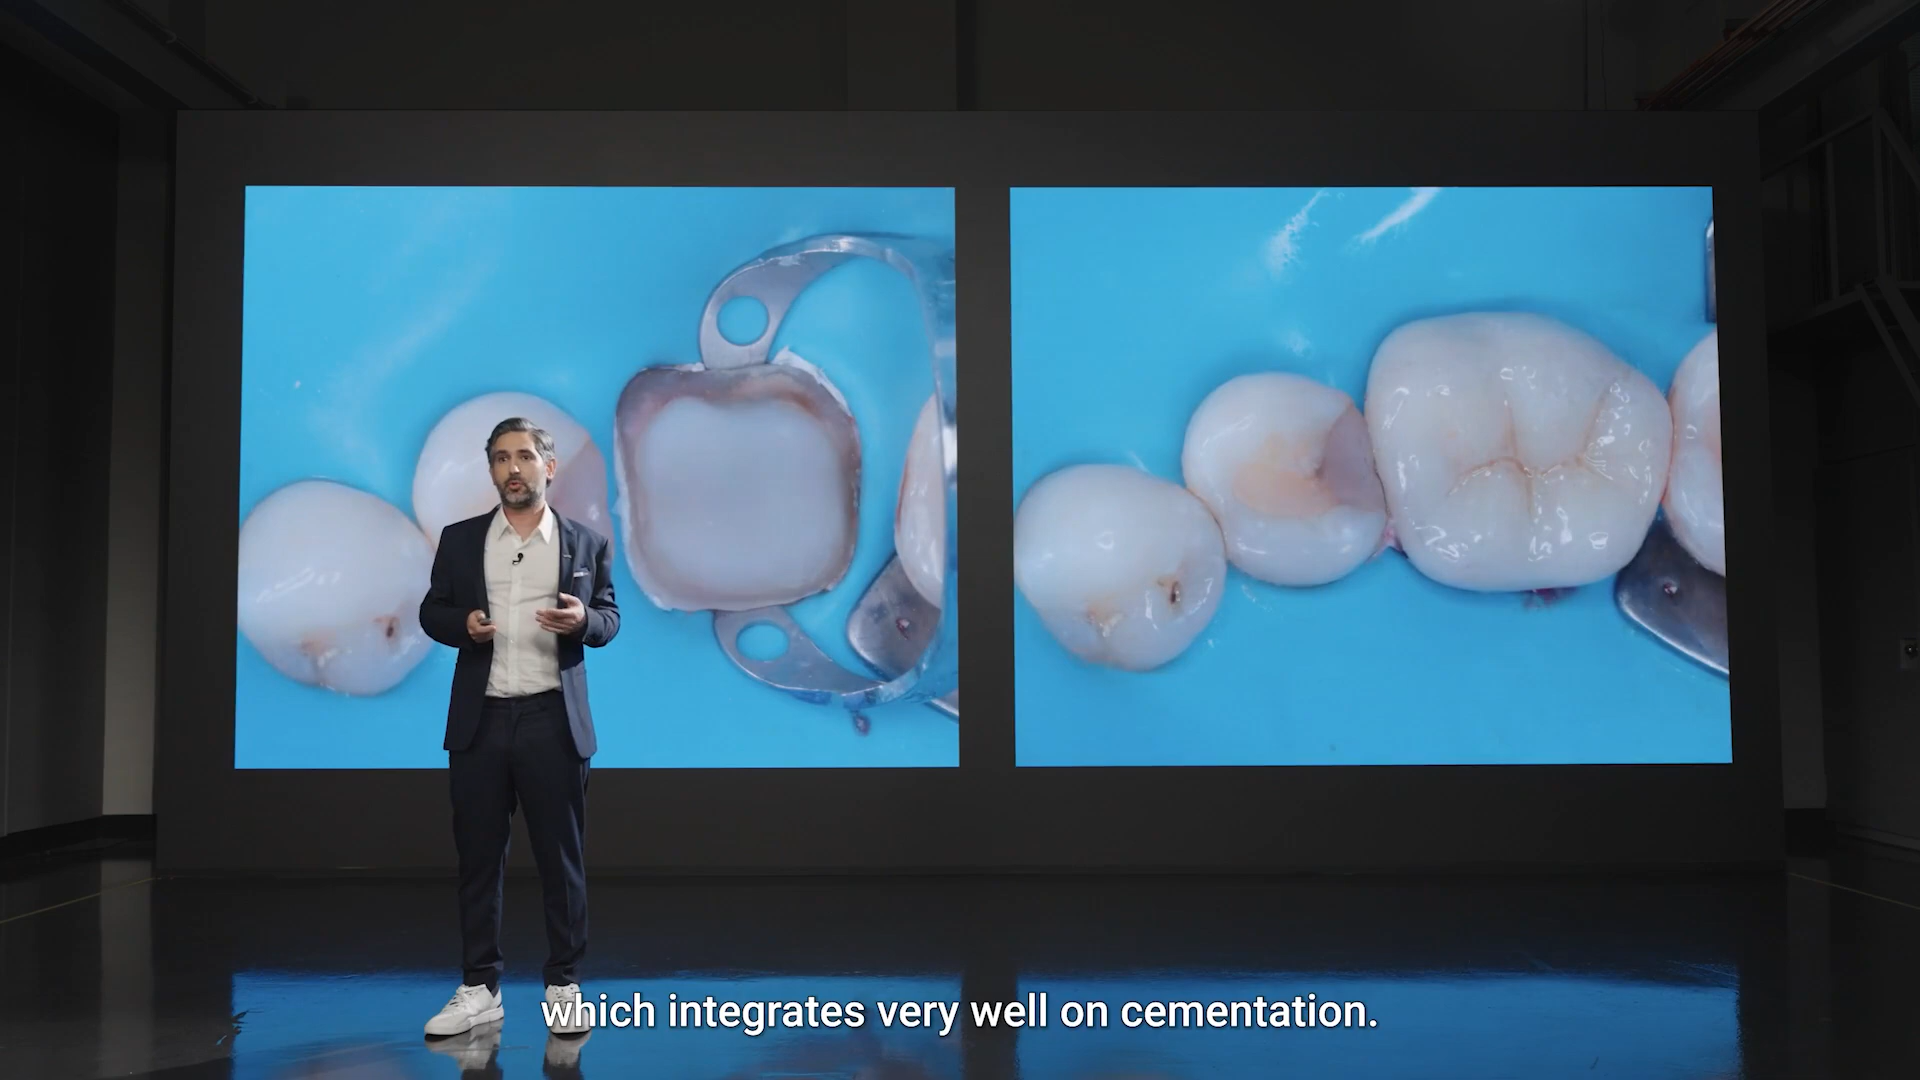 which integrates very well on cementation.